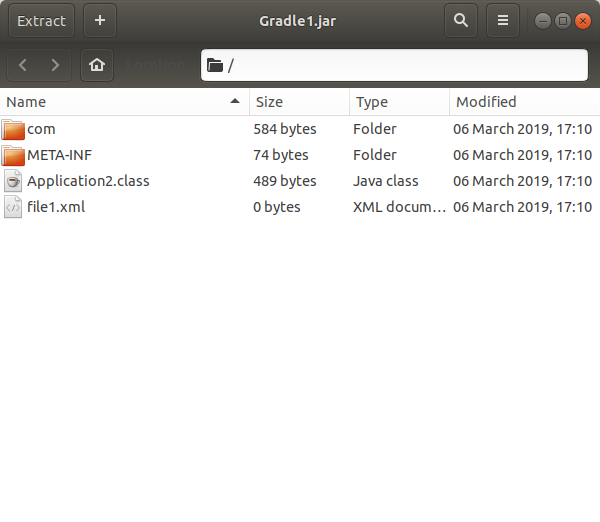 Extract + Gradle1.jar
Location: /
Name Size Type Modified
com 584 bytes Folder 06 March 2019, 17:10
META-INF 74 bytes Folder 06 March 2019, 17:10
Application2.class 489 bytes Java class 06 March 2019, 17:10
file1.xml 0 bytes XML docum... 06 March 2019, 17:10